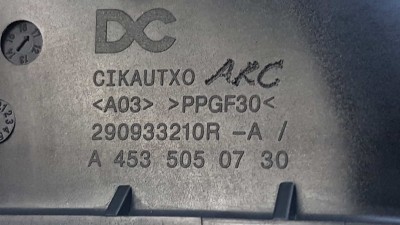 DC
CIKAUTXO AKC
<A03> >PPGF30<
290933210R -A /
A 453 505 07 30